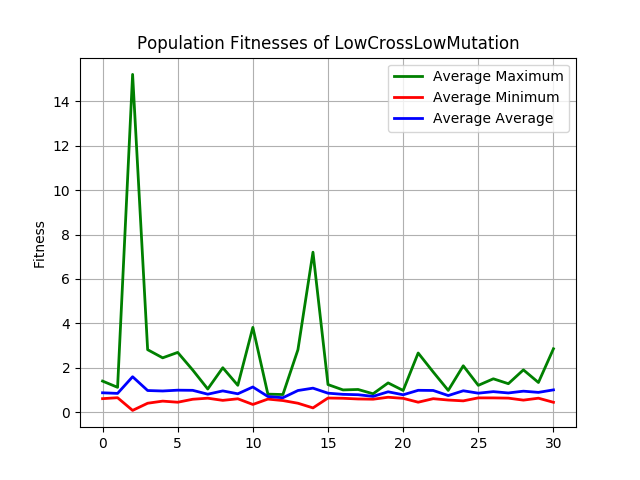 Population Fitnesses of LowCrossLowMutation
Average Maximum
Average Minimum
Average Average
Fitness
14
12
10
8
6
4
2
0
0 5 10 15 20 25 30